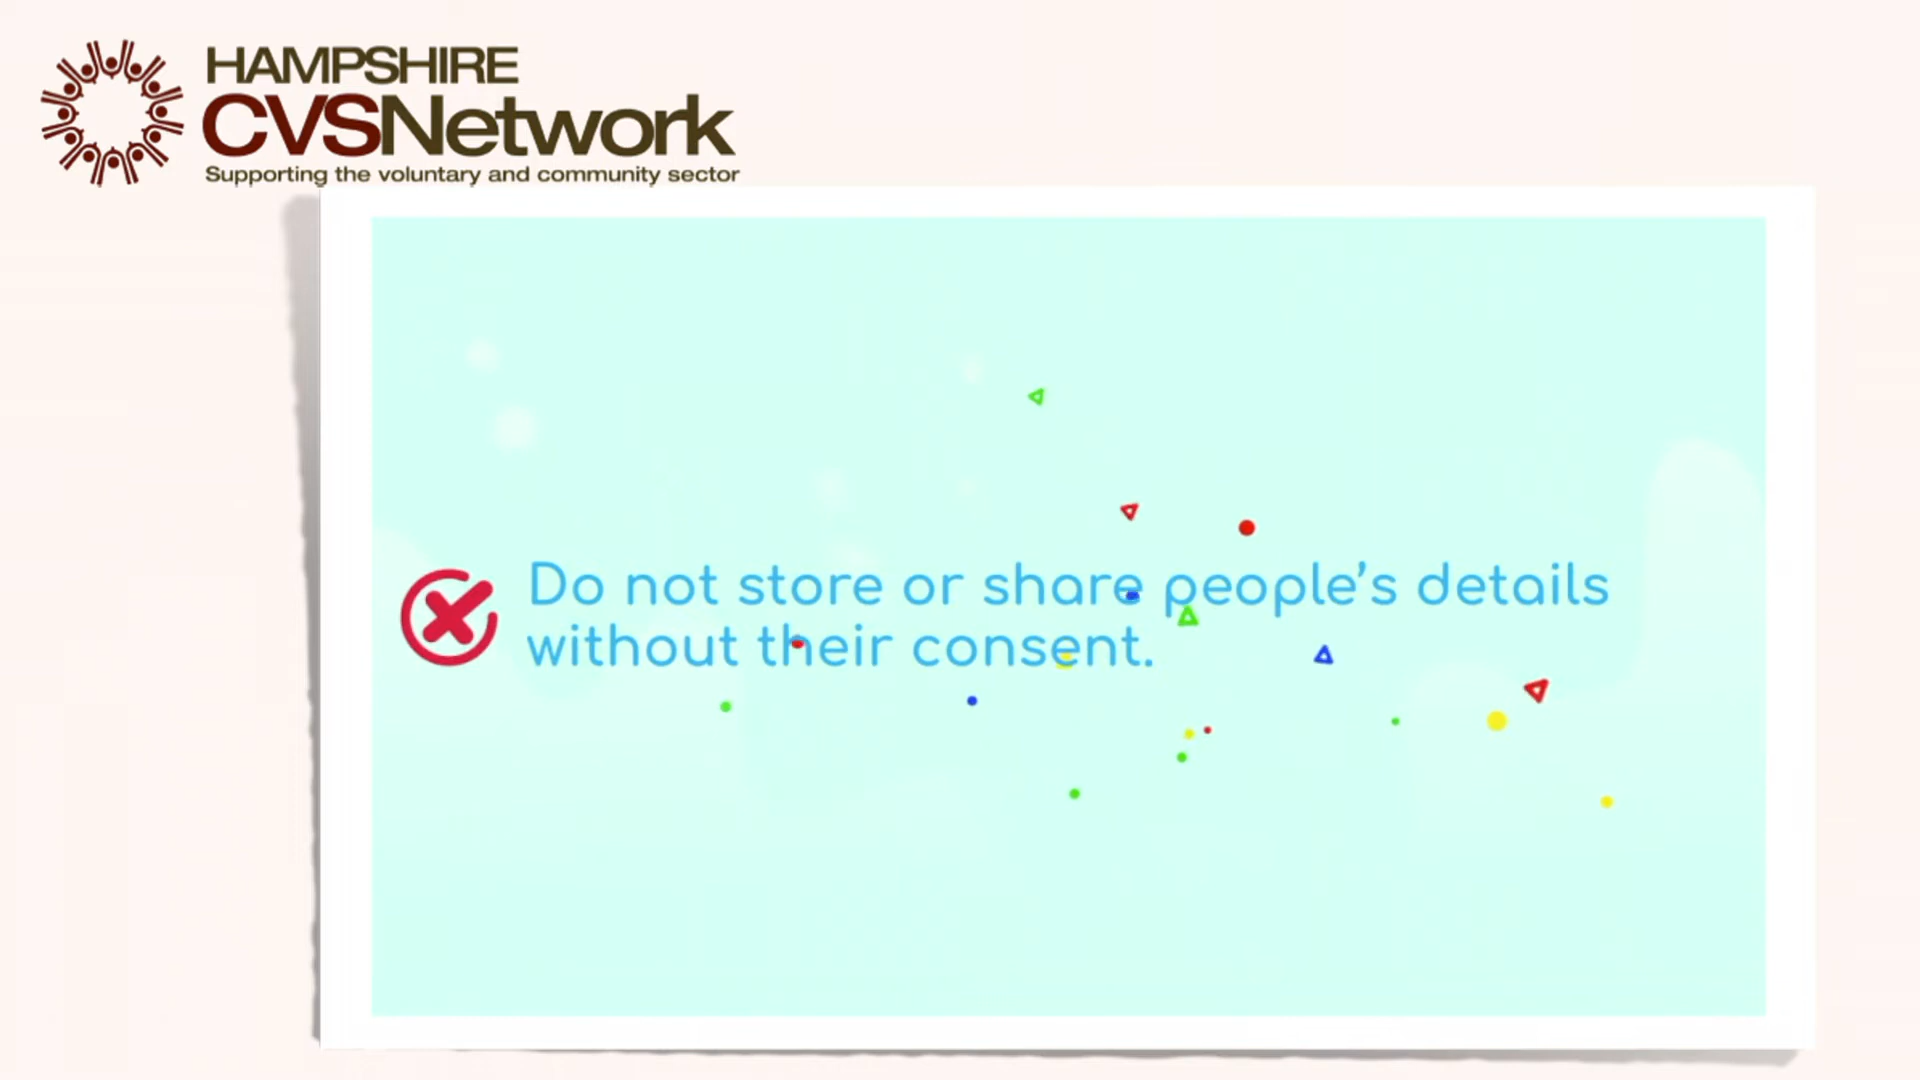 HAMPSHIRE
CVSNetwork
Supporting the voluntary and community sector
Do not store or share people’s details
without their consent.